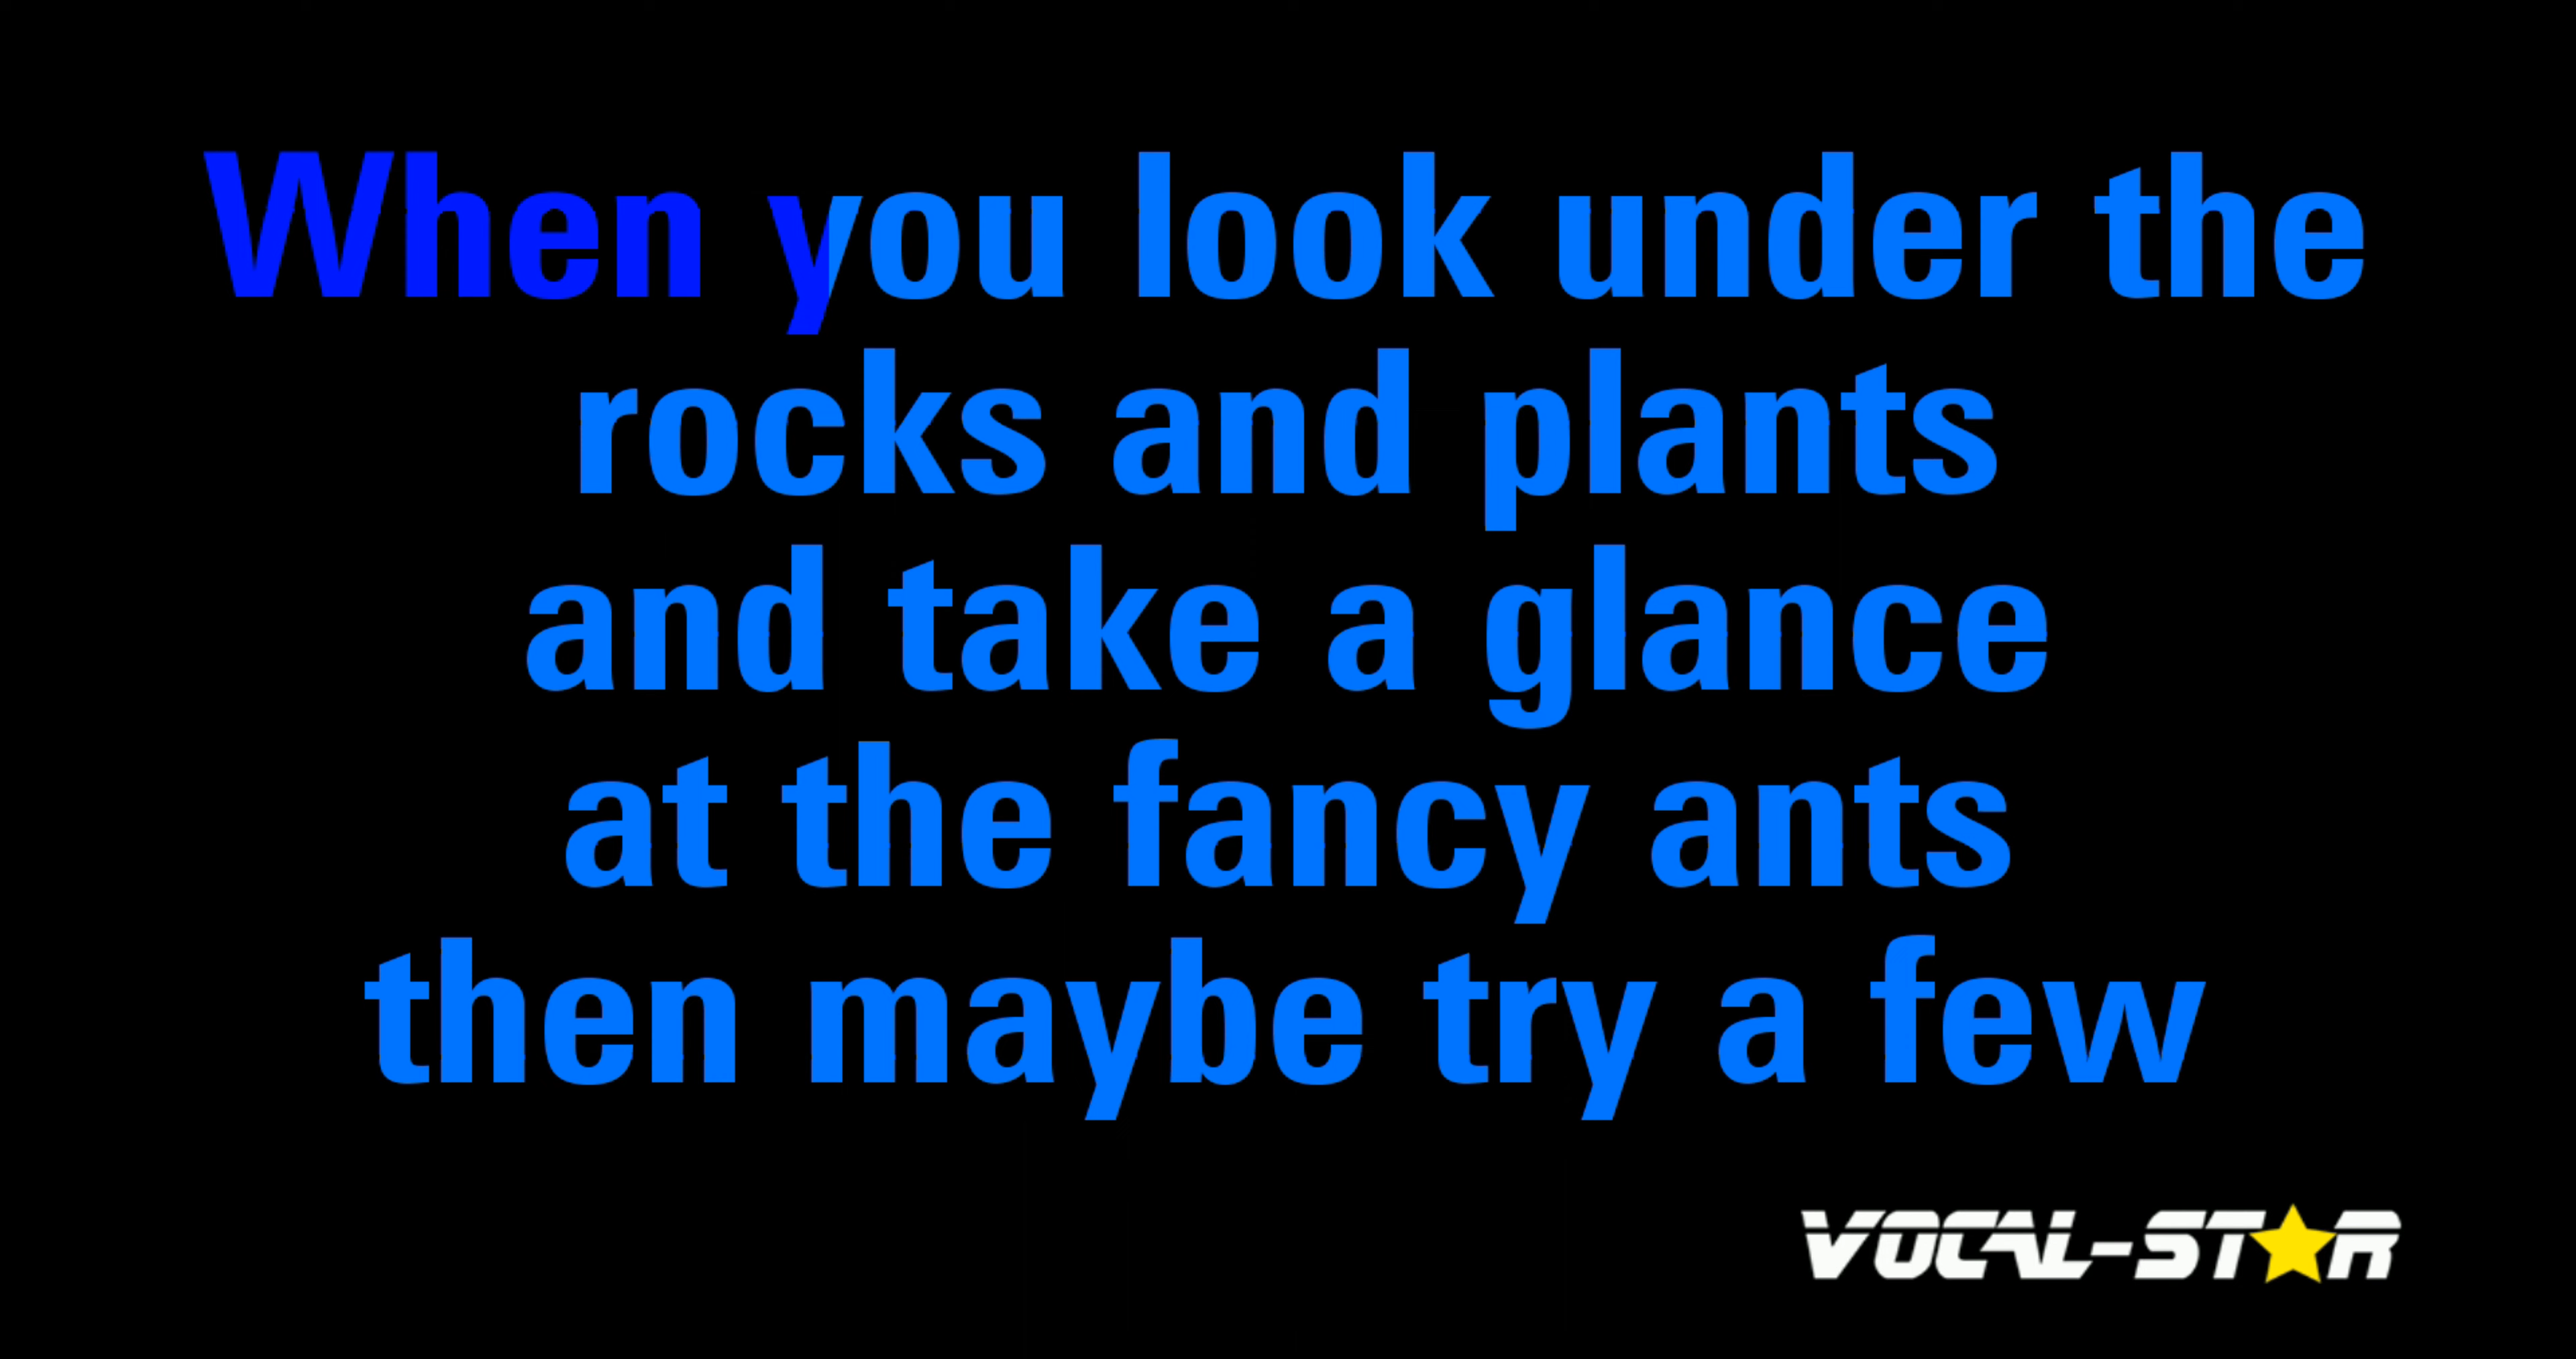 When you look under the
rocks and plants
and take a glance
at the fancy ants
then maybe try a few
VOCAL-STAR